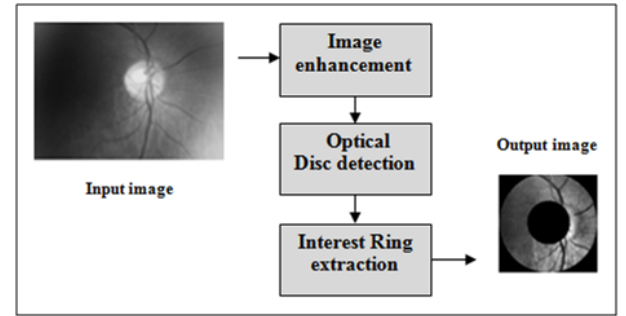 Image
enhancement
Optical
Disc detection
Output image
Input image
Interest Ring
extraction